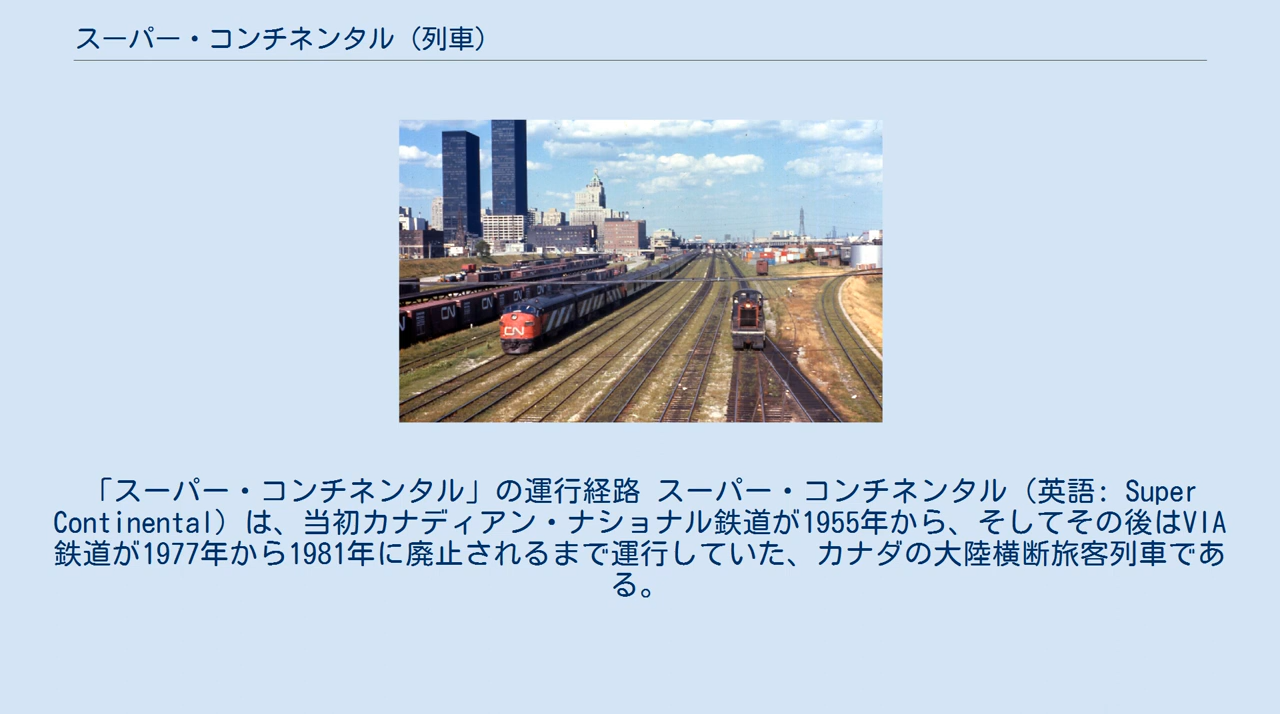 スーパー・コンチネンタル（列車）
CN
CN
CN
CN
「スーパー・コンチネンタル」の運行経路 スーパー・コンチネンタル（英語: Super
Continental）は、当初カナディアン・ナショナル鉄道が1955年から、そしてその後はVIA
鉄道が1977年から1981年に廃止されるまで運行していた、カナダの大陸横断旅客列車であ
る。